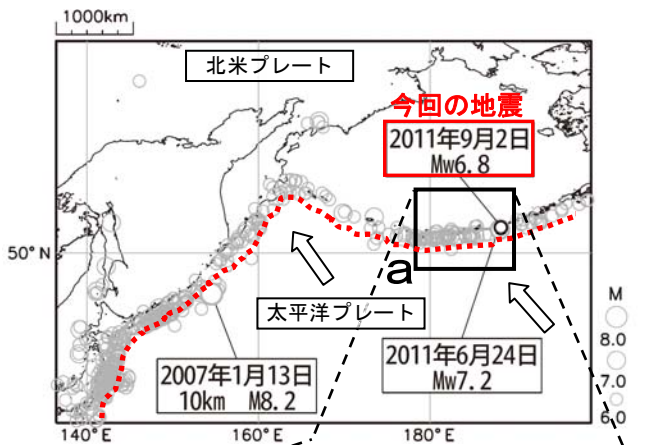 1000km
北米プレート
今回の地震
2011年9月2日
Mw6.8
50°N
a
太平洋プレート
M
8.0
7.0
6.0
2007年1月13日
10km M8.2
2011年6月24日
Mw7.2
140°E
160°E
180°E